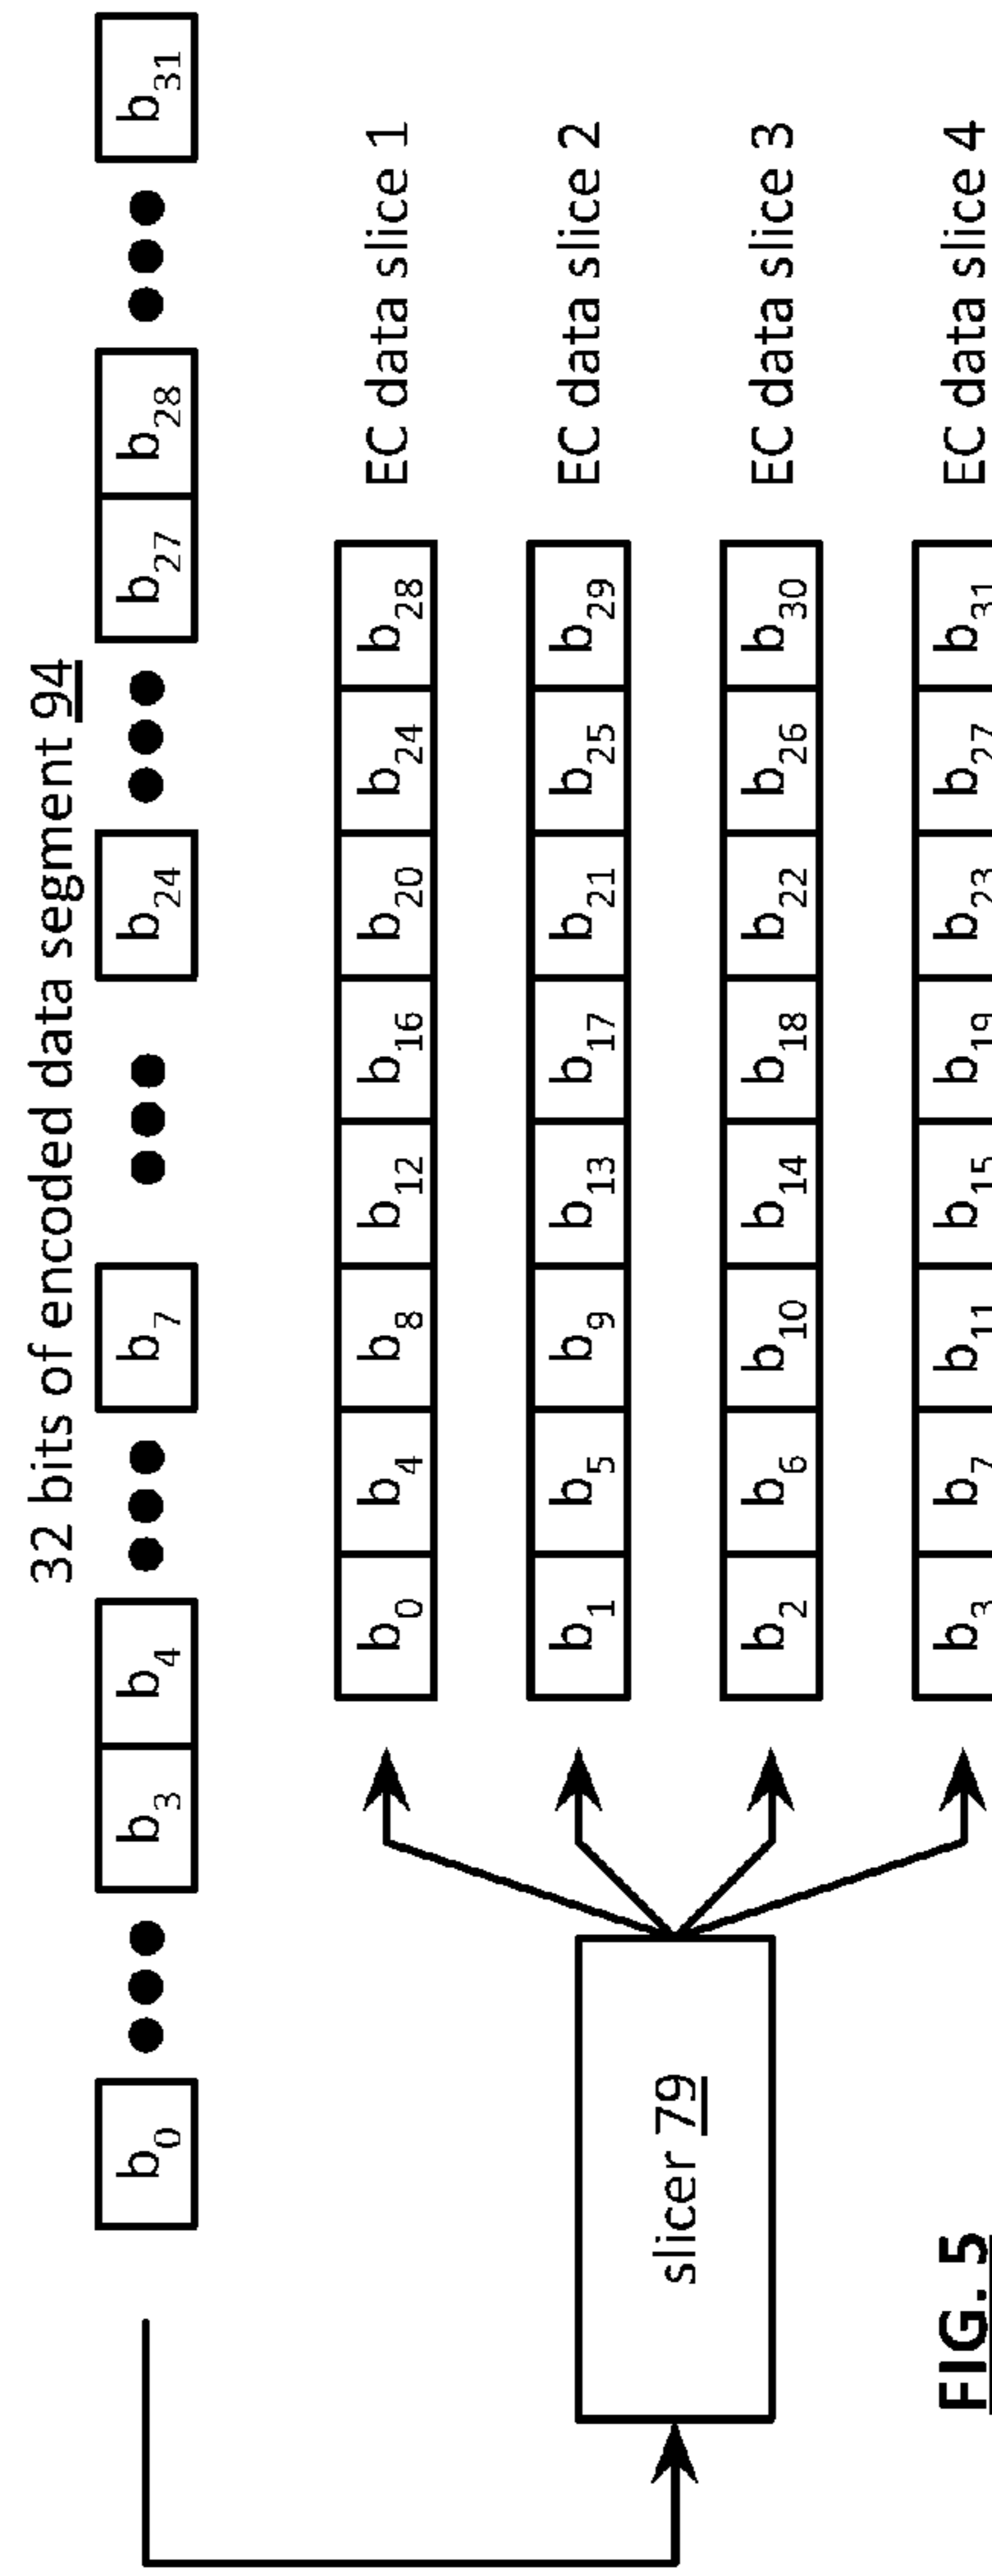 32 bits of encoded data segment 94
b0 ●●● b3 b4 ●●● b7 ●●● b24 ●●● b27 b28 ●●● b31
b0 b4 b8 b12 b16 b20 b24 b28 EC data slice 1
b1 b5 b9 b13 b17 b21 b25 b29 EC data slice 2
slicer 79
b2 b6 b10 b14 b18 b22 b26 b30 EC data slice 3
b3 b7 b11 b15 b19 b23 b27 b31 EC data slice 4
FIG. 5